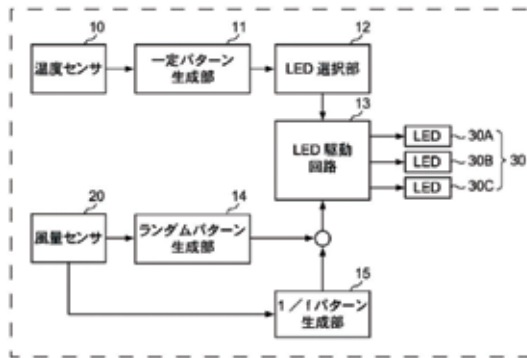 10
11
12
温度センサ
一定パターン
生成部
LED 選択部
13
LED 駆動
回路
LED
30A
LED
30B
30
LED
30C
20
14
風量センサ
ランダムパターン
生成部
15
1／fパターン
生成部